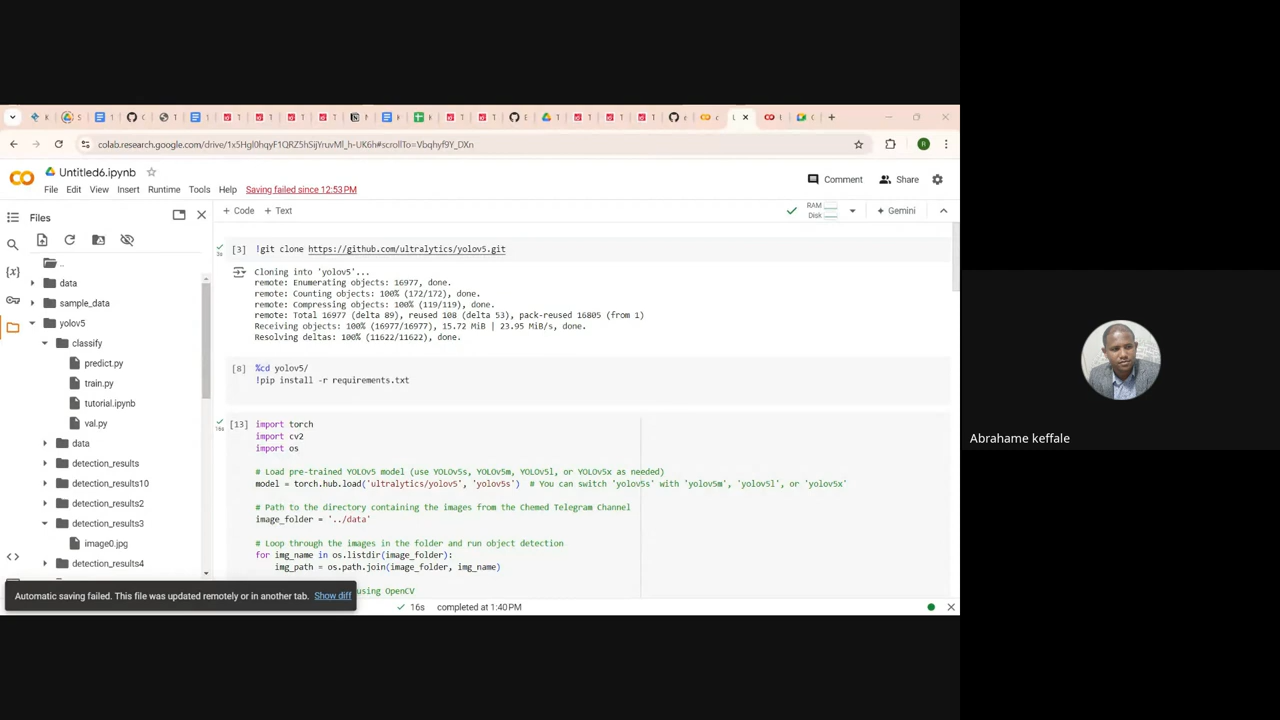 colab.research.google.com/drive/1x5Hgl0hqyF1QRZ5hSijYruvMl_h-UK6h#scrollTo=Vbqhyf9Y_DXn
R
Untitled6.ipynb
Comment
Share
File Edit View Insert Runtime Tools Help Saving failed since 12:53PM
Files
+ Code + Text
RAM
Disk
Gemini
..
data
sample_data
yolov5
classify
predict.py
train.py
tutorial.ipynb
val.py
data
detection_results
detection_results10
detection_results2
detection_results3
image0.jpg
detection_results4
3s
[3] !git clone https://github.com/ultralytics/yolov5.git
Cloning into 'yolov5'...
remote: Enumerating objects: 16977, done.
remote: Counting objects: 100% (172/172), done.
remote: Compressing objects: 100% (119/119), done.
remote: Total 16977 (delta 89), reused 108 (delta 53), pack-reused 16805 (from 1)
Receiving objects: 100% (16977/16977), 15.72 MiB | 23.95 MiB/s, done.
Resolving deltas: 100% (11622/11622), done.
[8] %cd yolov5/
!pip install -r requirements.txt
16s
[13] import torch
import cv2
import os
# Load pre-trained YOLOv5 model (use YOLOv5s, YOLOv5m, YOLOv5l, or YOLOv5x as needed)
model = torch.hub.load('ultralytics/yolov5', 'yolov5s') # You can switch 'yolov5s' with 'yolov5m', 'yolov5l', or 'yolov5x'
# Path to the directory containing the images from the Chemed Telegram Channel
image_folder = '../data'
# Loop through the images in the folder and run object detection
for img_name in os.listdir(image_folder):
img_path = os.path.join(image_folder, img_name)
using OpenCV
Automatic saving failed. This file was updated remotely or in another tab. Show diff
16s completed at 1:40PM
Abrahame keffale